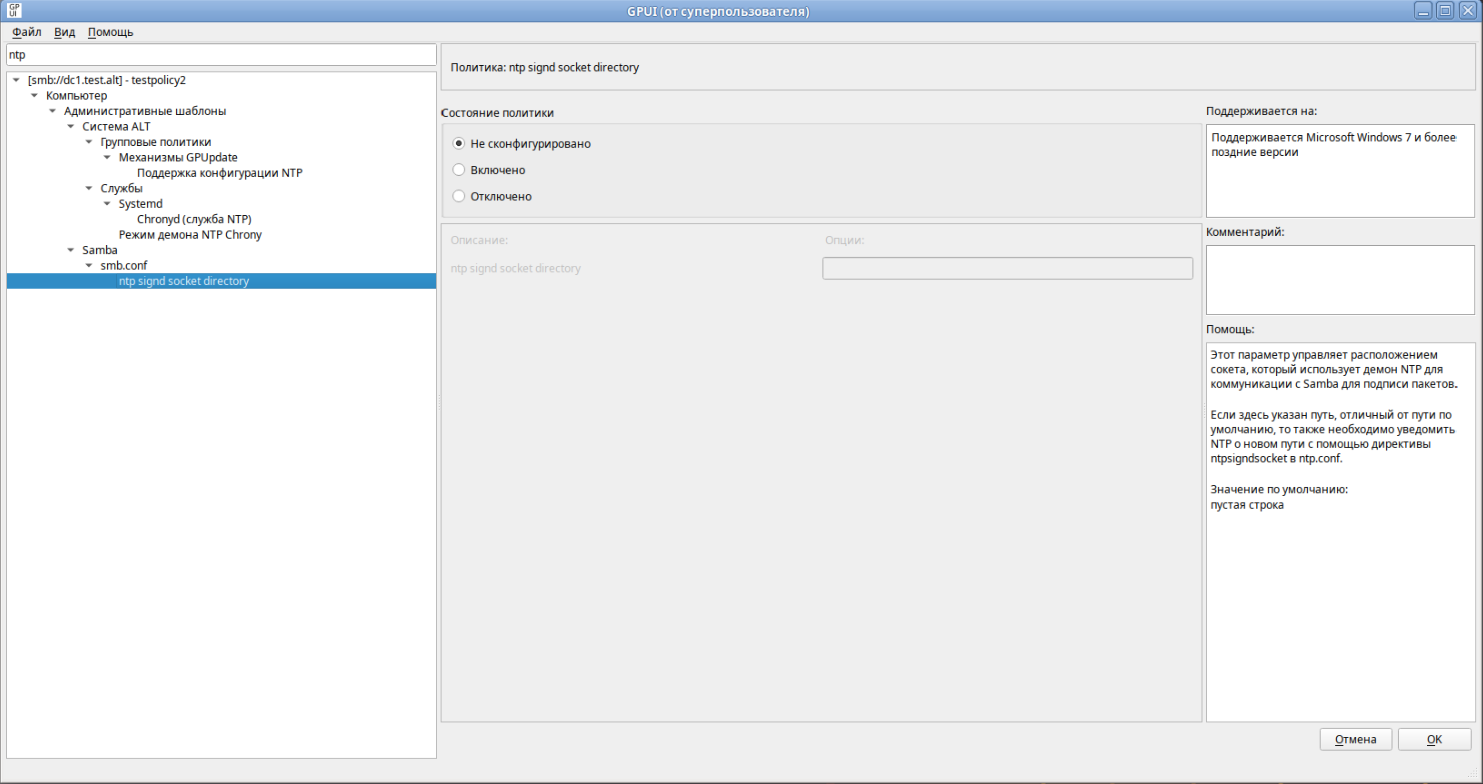 GPUI (от суперпользователя)
GP
UI
Файл Вид Помощь
ntp
[smb://dc1.test.alt] - testpolicy2
Компьютер
Административные шаблоны
Система ALT
Групповые политики
Механизмы GPUpdate
Поддержка конфигурации NTP
Службы
Systemd
Chronyd (служба NTP)
Режим демона NTP Chrony
Samba
smb.conf
ntp signd socket directory
Политика: ntp signd socket directory
Состояние политики
Не сконфигурировано
Включено
Отключено
Описание: Опции:
ntp signd socket directory
Поддерживается на:
Поддерживается Microsoft Windows 7 и более
поздние версии
Комментарий:
Помощь:
Этот параметр управляет расположением
сокета, который использует демон NTP для
коммуникации с Samba для подписи пакетов.
Если здесь указан путь, отличный от пути по
умолчанию, то также необходимо уведомить
NTP о новом пути с помощью директивы
ntpsigndsocket в ntp.conf.
Значение по умолчанию:
пустая строка
Отмена OK